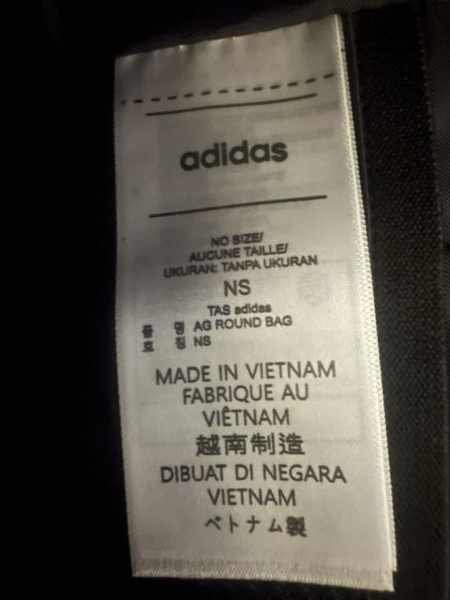 adidas
NO SIZE/
AUCUNE TAILLE/
UKURAN: TANPA UKURAN
NS
TAS adidas
품 명 AG ROUND BAG
호 칭 NS
MADE IN VIETNAM
FABRIQUE AU
VIÊTNAM
越南制造
DIBUAT DI NEGARA
VIETNAM
ベトナム製